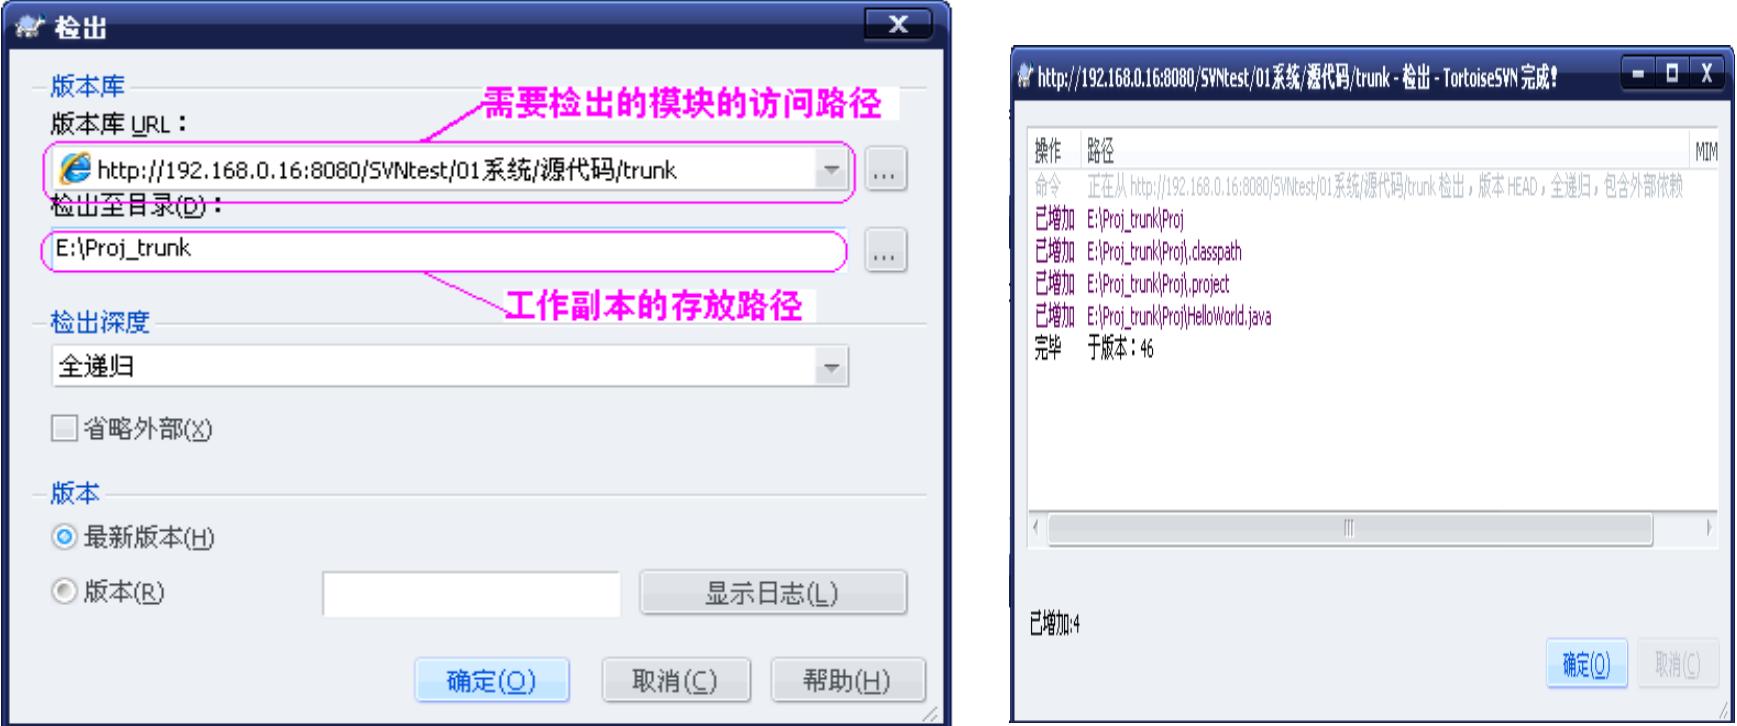 检出
X
版本库
需要检出的模块的访问路径
版本库 URL：
http://192.168.0.16:8080/SVNtest/01系统/源代码/trunk
...
检出至目录(D)：
E:\Proj_trunk
...
工作副本的存放路径
检出深度
全递归
省略外部(X)
版本
最新版本(H)
版本(R)
显示日志(L)
确定(O)
取消(C)
帮助(H)
http://192.168.0.16:8080/SVNtest/01系统/源代码/trunk - 检出 - TortoiseSVN 完成!
操作 路径 MIM
命令 正在从 http://192.168.0.16:8080/SVNtest/01系统/源代码/trunk 检出，版本 HEAD，全递归，包含外部依赖
已增加 E:\Proj_trunk\Proj
已增加 E:\Proj_trunk\Proj\.classpath
已增加 E:\Proj_trunk\Proj\.project
已增加 E:\Proj_trunk\Proj\HelloWorld.java
完毕 于版本：46
已增加:4
确定(O)
取消(C)